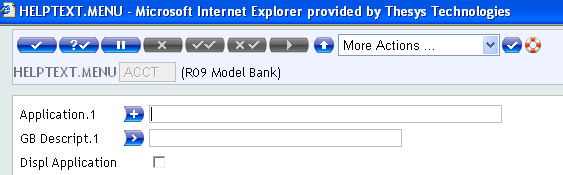 HELPTEXT.MENU - Microsoft Internet Explorer provided by Thesys Technologies
More Actions ...
HELPTEXT.MENU ACCT (R09 Model Bank)
Application.1
GB Descript.1
Displ Application